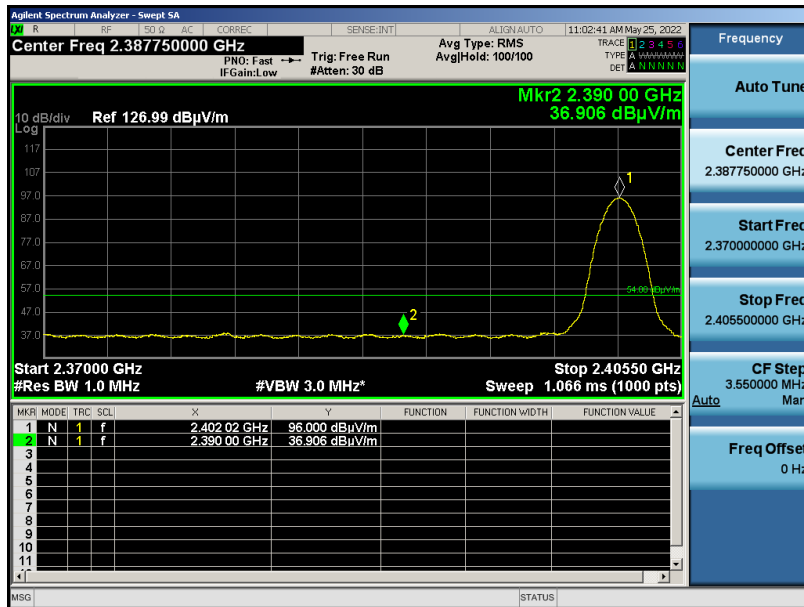 Agilent Spectrum Analyzer - Swept SA
LXI R RF 50 Ω AC CORREC SENSE:INT ALIGN AUTO 11:02:41 AM May 25, 2022
Center Freq 2.387750000 GHz
PNO: Fast
IFGain:Low
Trig: Free Run
#Atten: 30 dB
Avg Type: RMS
Avg|Hold: 100/100
TRACE 1 2 3 4 5 6
TYPE A WWWWW
DET A N N N N N
Mkr2 2.390 00 GHz
36.906 dBµV/m
10 dB/div Ref 126.99 dBµV/m
Log
117
107
97.0
87.0
77.0
67.0
57.0
47.0
37.0
1
54.00 dBµV/m
2
Start 2.37000 GHz Stop 2.40550 GHz
#Res BW 1.0 MHz #VBW 3.0 MHz* Sweep 1.066 ms (1000 pts)
MKR MODE TRC SCL X Y FUNCTION FUNCTION WIDTH FUNCTION VALUE
1 N 1 f 2.402 02 GHz 96.000 dBµV/m
2 N 1 f 2.390 00 GHz 36.906 dBµV/m
3
4
5
6
7
8
9
10
11
MSG STATUS
Frequency
Auto Tune
Center Freq
2.387750000 GHz
Start Freq
2.370000000 GHz
Stop Freq
2.405500000 GHz
CF Step
3.550000 MHz
Auto Man
Freq Offset
0 Hz